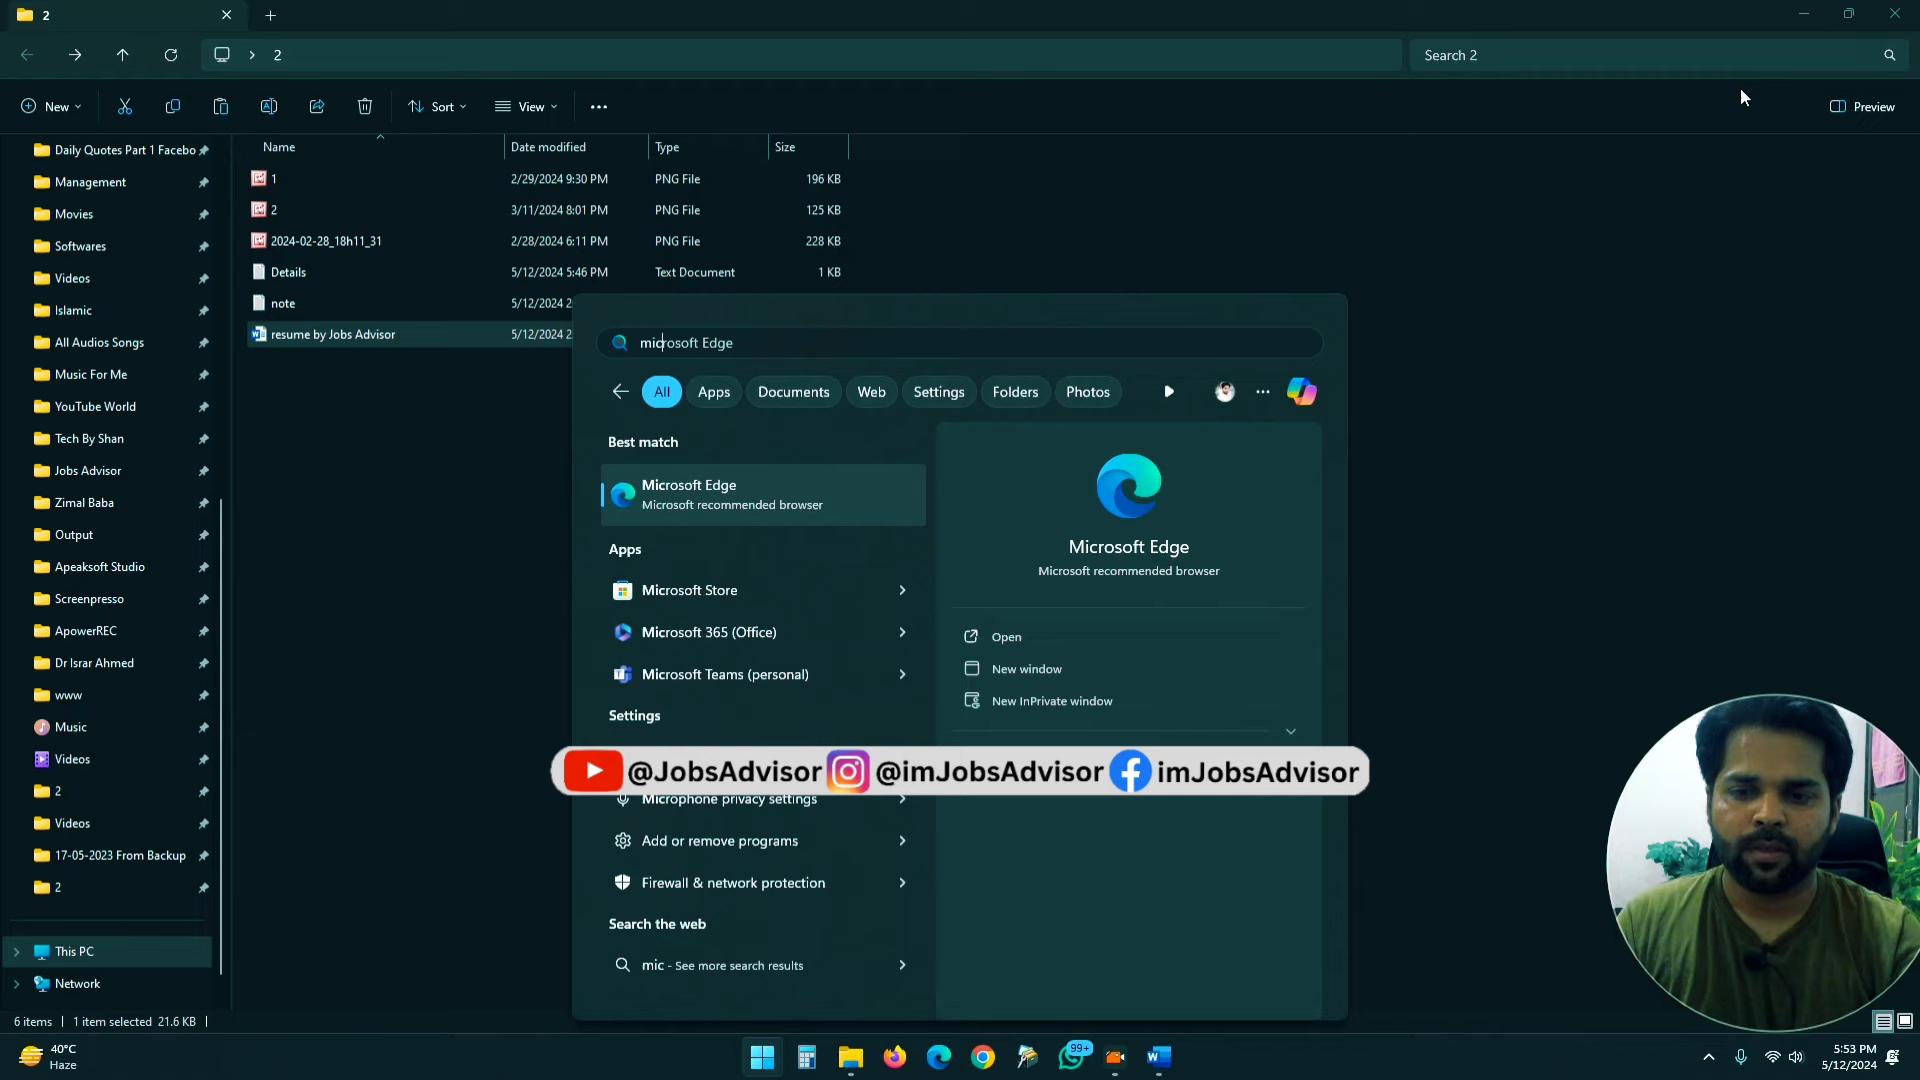 2
2
Search 2
New
Sort
View
Preview
Name Date modified Type Size
Daily Quotes Part 1 Facebo
Management
Movies
Softwares
Videos
Islamic
All Audios Songs
Music For Me
YouTube World
Tech By Shan
Jobs Advisor
Zimal Baba
Output
Apeaksoft Studio
Screenpresso
ApowerREC
Dr Israr Ahmed
www
Music
Videos
2
Videos
17-05-2023 From Backup
2
This PC
Network
1 2/29/2024 9:30 PM PNG File 196 KB
2 3/11/2024 8:01 PM PNG File 125 KB
2024-02-28_18h11_31 2/28/2024 6:11 PM PNG File 228 KB
Details 5/12/2024 5:46 PM Text Document 1 KB
note 5/12/2024 2
resume by Jobs Advisor 5/12/2024 2
microsoft Edge
All Apps Documents Web Settings Folders Photos
Best match
Microsoft Edge
Microsoft recommended browser
Apps
Microsoft Store
Microsoft 365 (Office)
Microsoft Teams (personal)
Settings
Microphone privacy settings
Add or remove programs
Firewall & network protection
Search the web
mic - See more search results
Microsoft Edge
Microsoft recommended browser
Open
New window
New InPrivate window
@JobsAdvisor @imJobsAdvisor imJobsAdvisor
6 items 1 item selected 21.6 KB
40°C
Haze
99+
5:53 PM
5/12/2024